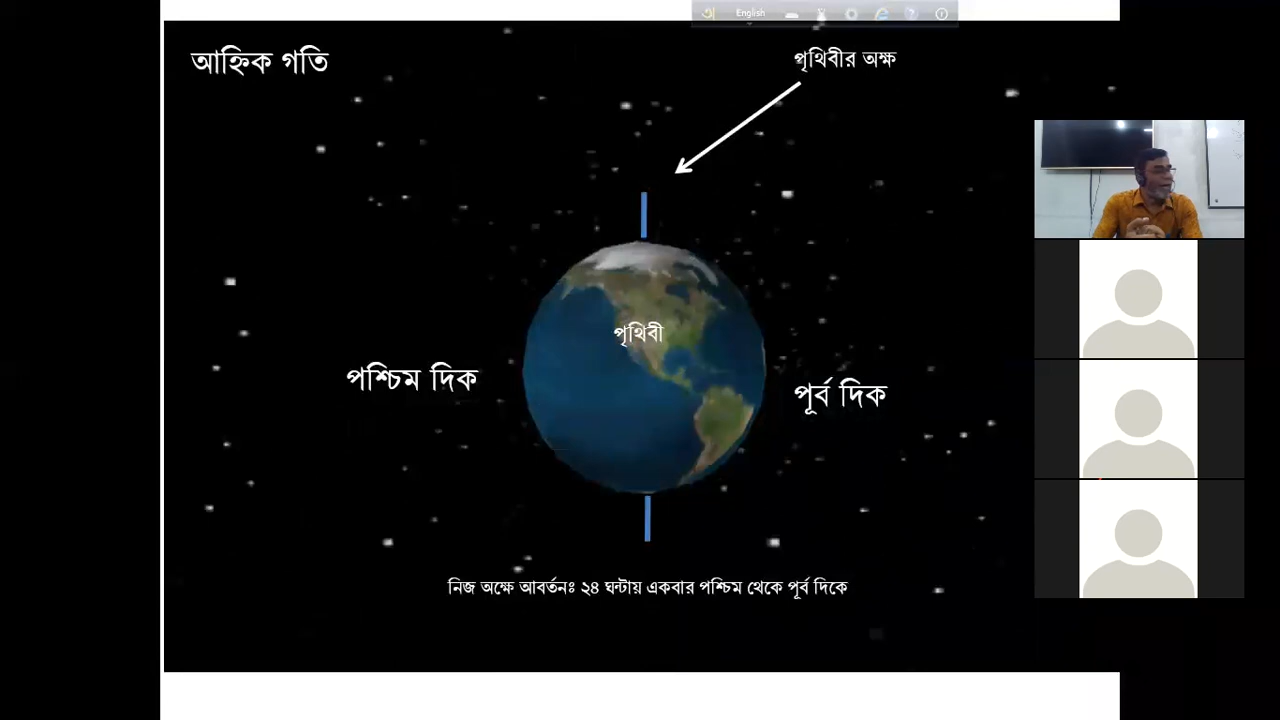 English
আহ্নিক গতি
পৃথিবীর অক্ষ
পৃথিবী
পশ্চিম দিক
পূর্ব দিক
নিজ অক্ষে আবর্তনঃ ২৪ ঘন্টায় একবার পশ্চিম থেকে পূর্ব দিকে